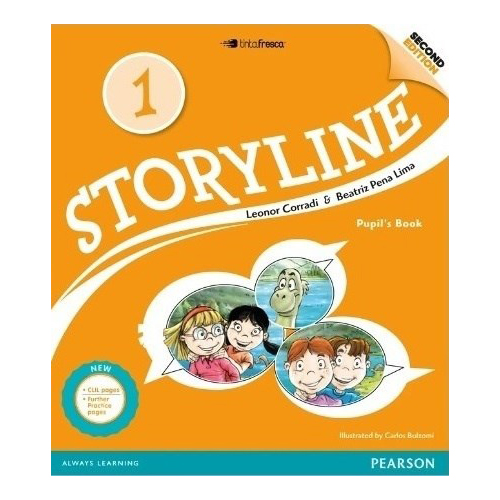 tintafresca
SECOND
EDITION
1
STORYLINE
Leonor Corradi & Beatriz Pena Lima
Pupil's Book
NEW
• CLIL pages
• Further
Practice
pages
Illustrated by Carlos Bolzoni
ALWAYS LEARNING
PEARSON